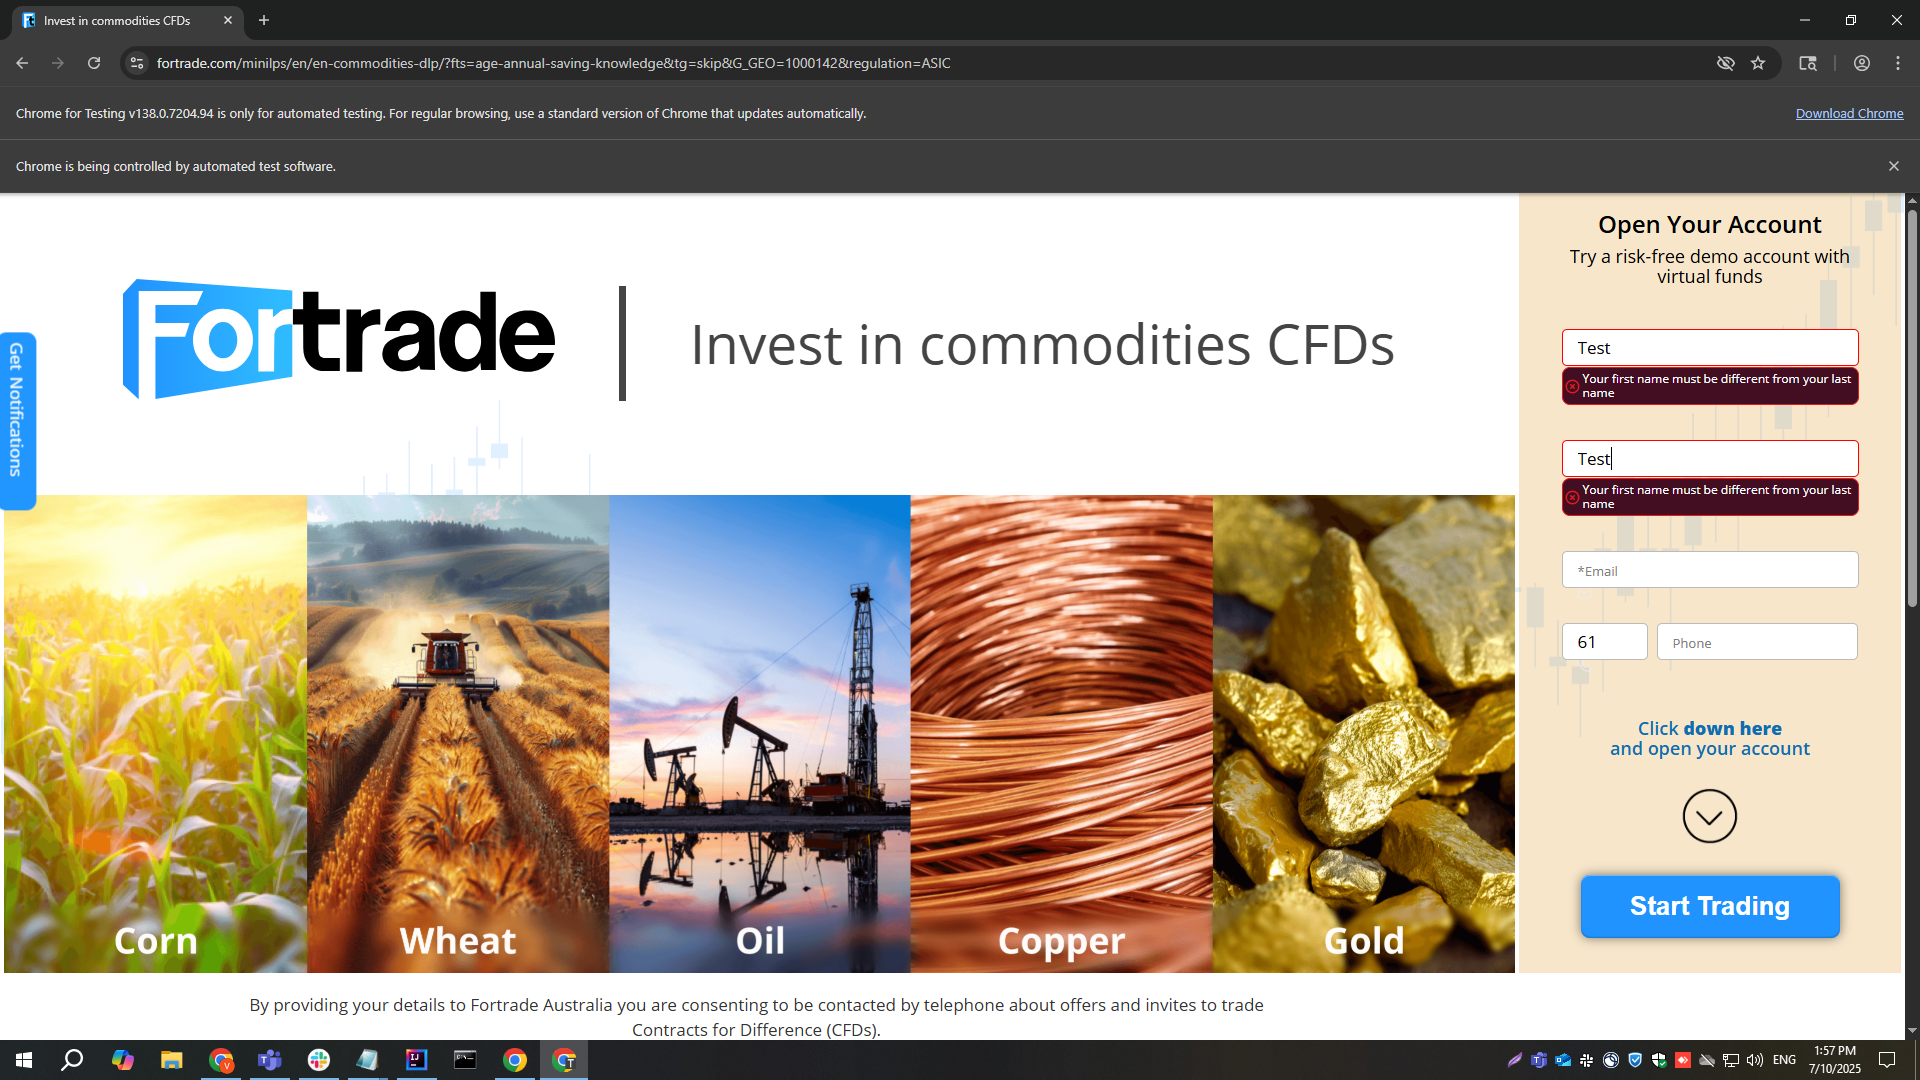 Invest in commodities CFDs
fortrade.com/minilps/en/en-commodities-dlp/?fts=age-annual-saving-knowledge&tg=skip&G_GEO=1000142&regulation=ASIC
Chrome for Testing v138.0.7204.94 is only for automated testing. For regular browsing, use a standard version of Chrome that updates automatically.
Download Chrome
Chrome is being controlled by automated test software.
Get Notifications
Fortrade
Invest in commodities CFDs
Corn
Wheat
Oil
Copper
Gold
Open Your Account
Try a risk-free demo account with
virtual funds
Test
Your first name must be different from your last
name
Test
Your first name must be different from your last
name
*Email
61
Phone
Click down here
and open your account
Start Trading
By providing your details to Fortrade Australia you are consenting to be contacted by telephone about offers and invites to trade
Contracts for Difference (CFDs).
ENG
1:57 PM
7/10/2025